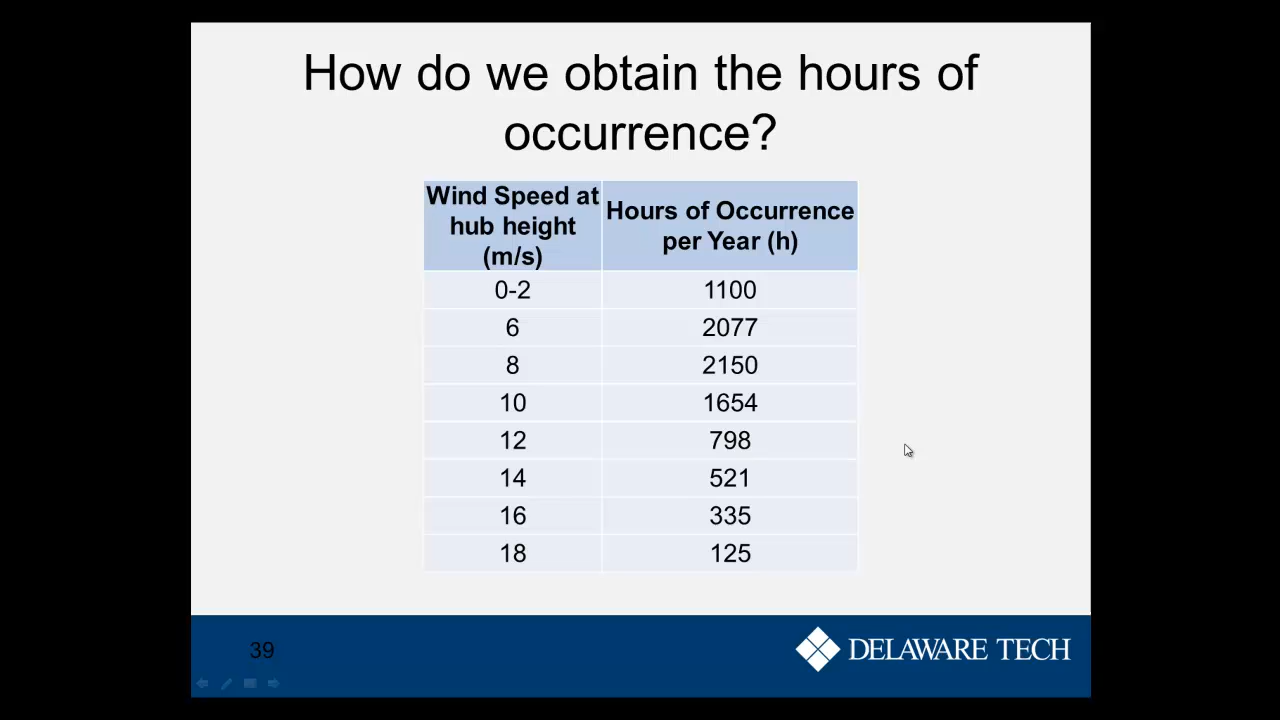 How do we obtain the hours of
occurrence?
Wind Speed at
hub height
(m/s)
Hours of Occurrence
per Year (h)
0-2 1100
6 2077
8 2150
10 1654
12 798
14 521
16 335
18 125
39
DELAWARE TECH